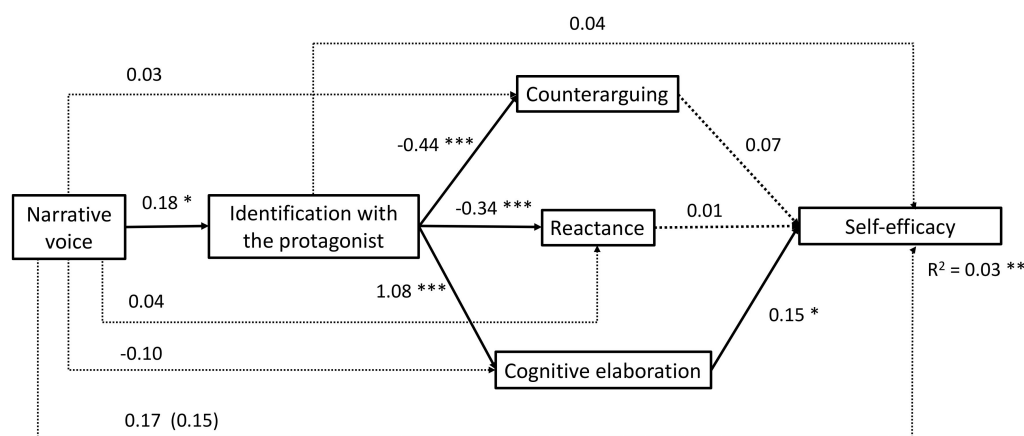 0.04
0.03
Counterarguing
-0.44 ***
0.07
Narrative
voice
0.18 *
Identification with
the protagonist
-0.34 ***
Reactance
0.01
Self-efficacy
R² = 0.03 **
1.08 ***
0.04
0.15 *
-0.10
Cognitive elaboration
0.17 (0.15)